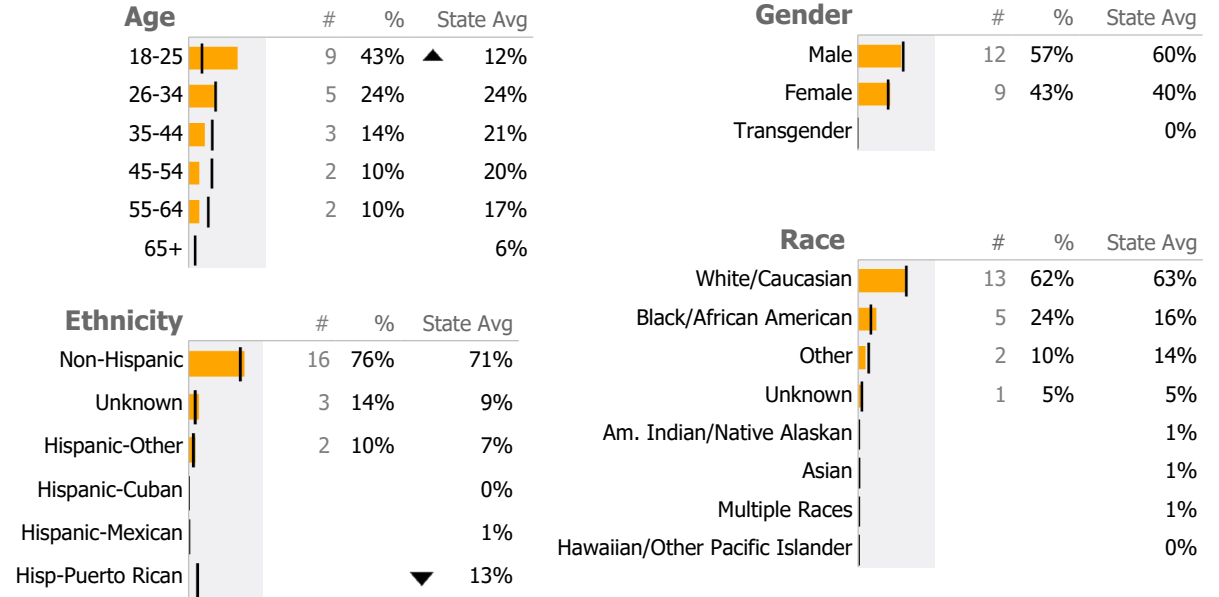 Age # % State Avg
18-25 9 43% ▲ 12%
26-34 5 24% 24%
35-44 3 14% 21%
45-54 2 10% 20%
55-64 2 10% 17%
65+ 6%
Ethnicity # % State Avg
Non-Hispanic 16 76% 71%
Unknown 3 14% 9%
Hispanic-Other 2 10% 7%
Hispanic-Cuban 0%
Hispanic-Mexican 1%
Hisp-Puerto Rican ▼ 13%
Gender # % State Avg
Male 12 57% 60%
Female 9 43% 40%
Transgender 0%
Race # % State Avg
White/Caucasian 13 62% 63%
Black/African American 5 24% 16%
Other 2 10% 14%
Unknown 1 5% 5%
Am. Indian/Native Alaskan 1%
Asian 1%
Multiple Races 1%
Hawaiian/Other Pacific Islander 0%